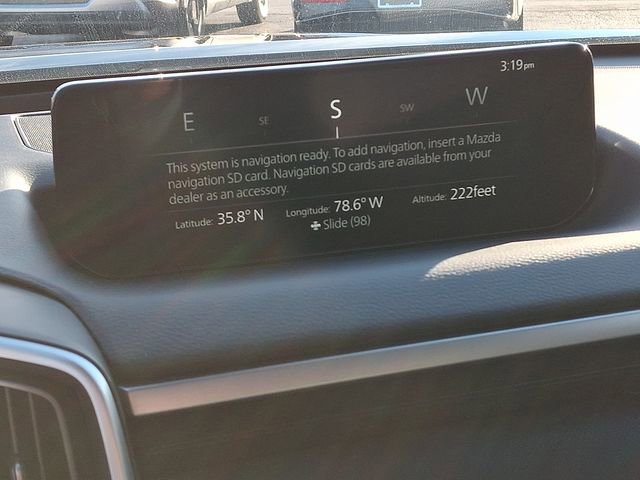 3:19pm
E SE S SW W
This system is navigation ready. To add navigation, insert a Mazda
navigation SD card. Navigation SD cards are available from your
dealer as an accessory.
Latitude: 35.8° N Longitude: 78.6° W Altitude: 222feet
Slide (98)